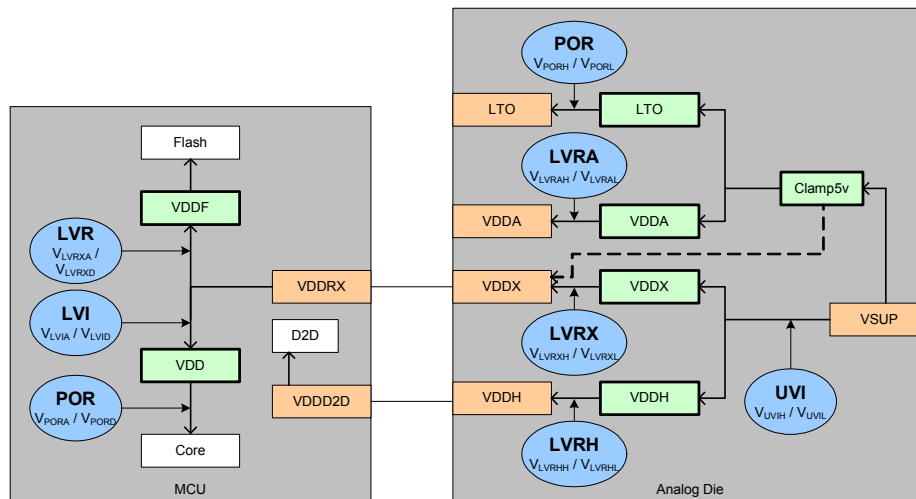 POR
VPORH / VPORL
LTO
LTO
Flash
LVRA
VLVRAH / VLVRAL
Clamp5v
VDDF
VDDA
VDDA
LVR
VLVRXA /
VLVRXD
VDDRX
VDDX
VDDX
LVI
VLVIA / VLVID
D2D
LVRX
VLVRXH / VLVRXL
VSUP
VDD
POR
VPORA / VPORD
VDDD2D
VDDH
VDDH
UVI
VUVIH / VUVIL
Core
LVRH
VLVRHH / VLVRHL
MCU
Analog Die